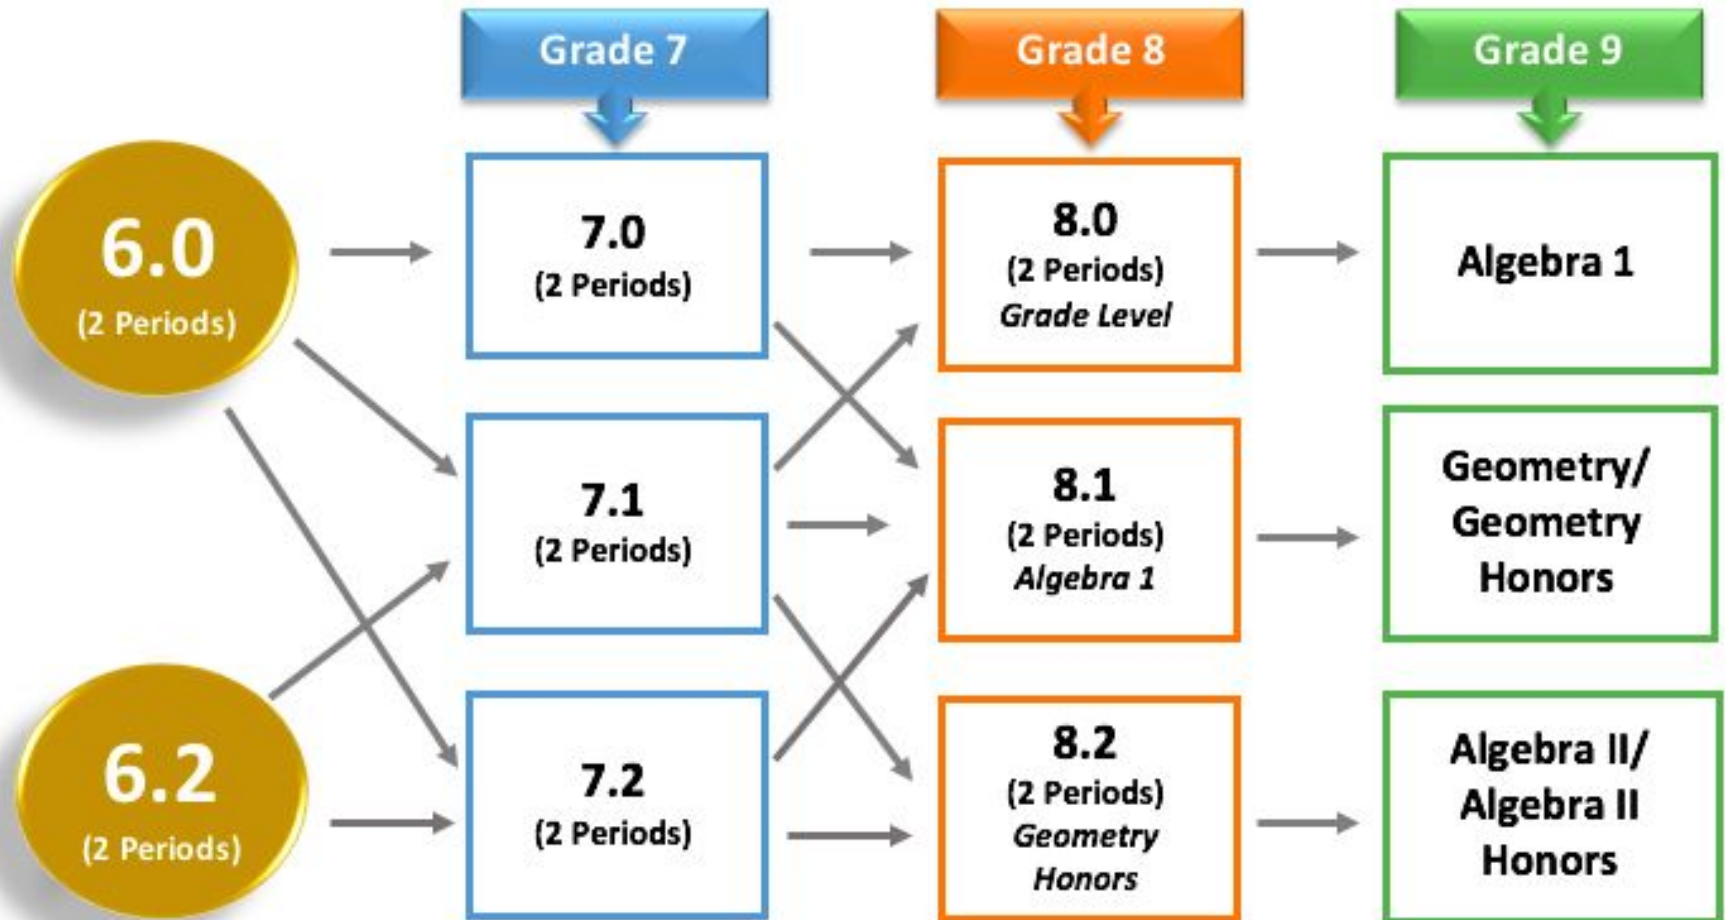 Grade 7
Grade 8
Grade 9
6.0
(2 Periods)
7.0
(2 Periods)
8.0
(2 Periods)
Grade Level
Algebra 1
7.1
(2 Periods)
8.1
(2 Periods)
Algebra 1
Geometry/
Geometry
Honors
6.2
(2 Periods)
7.2
(2 Periods)
8.2
(2 Periods)
Geometry
Honors
Algebra II/
Algebra II
Honors